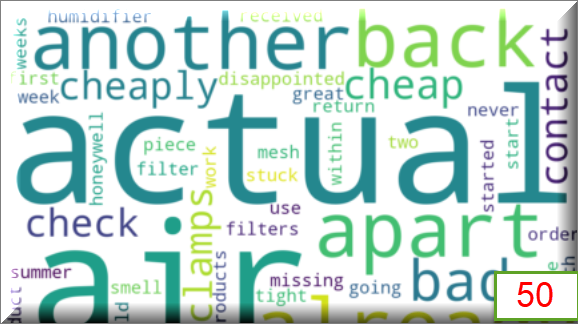 humidifier
received
weeks
another
back
contact
first
cheaply
disappointed
cheap
week
great
return
never
actual
honeywell
piece
filter
work
mesh
stuck
within
two
started
start
check
clamps
use
filters
apart
order
air
summer
smell
missing
going
tight
bad
50